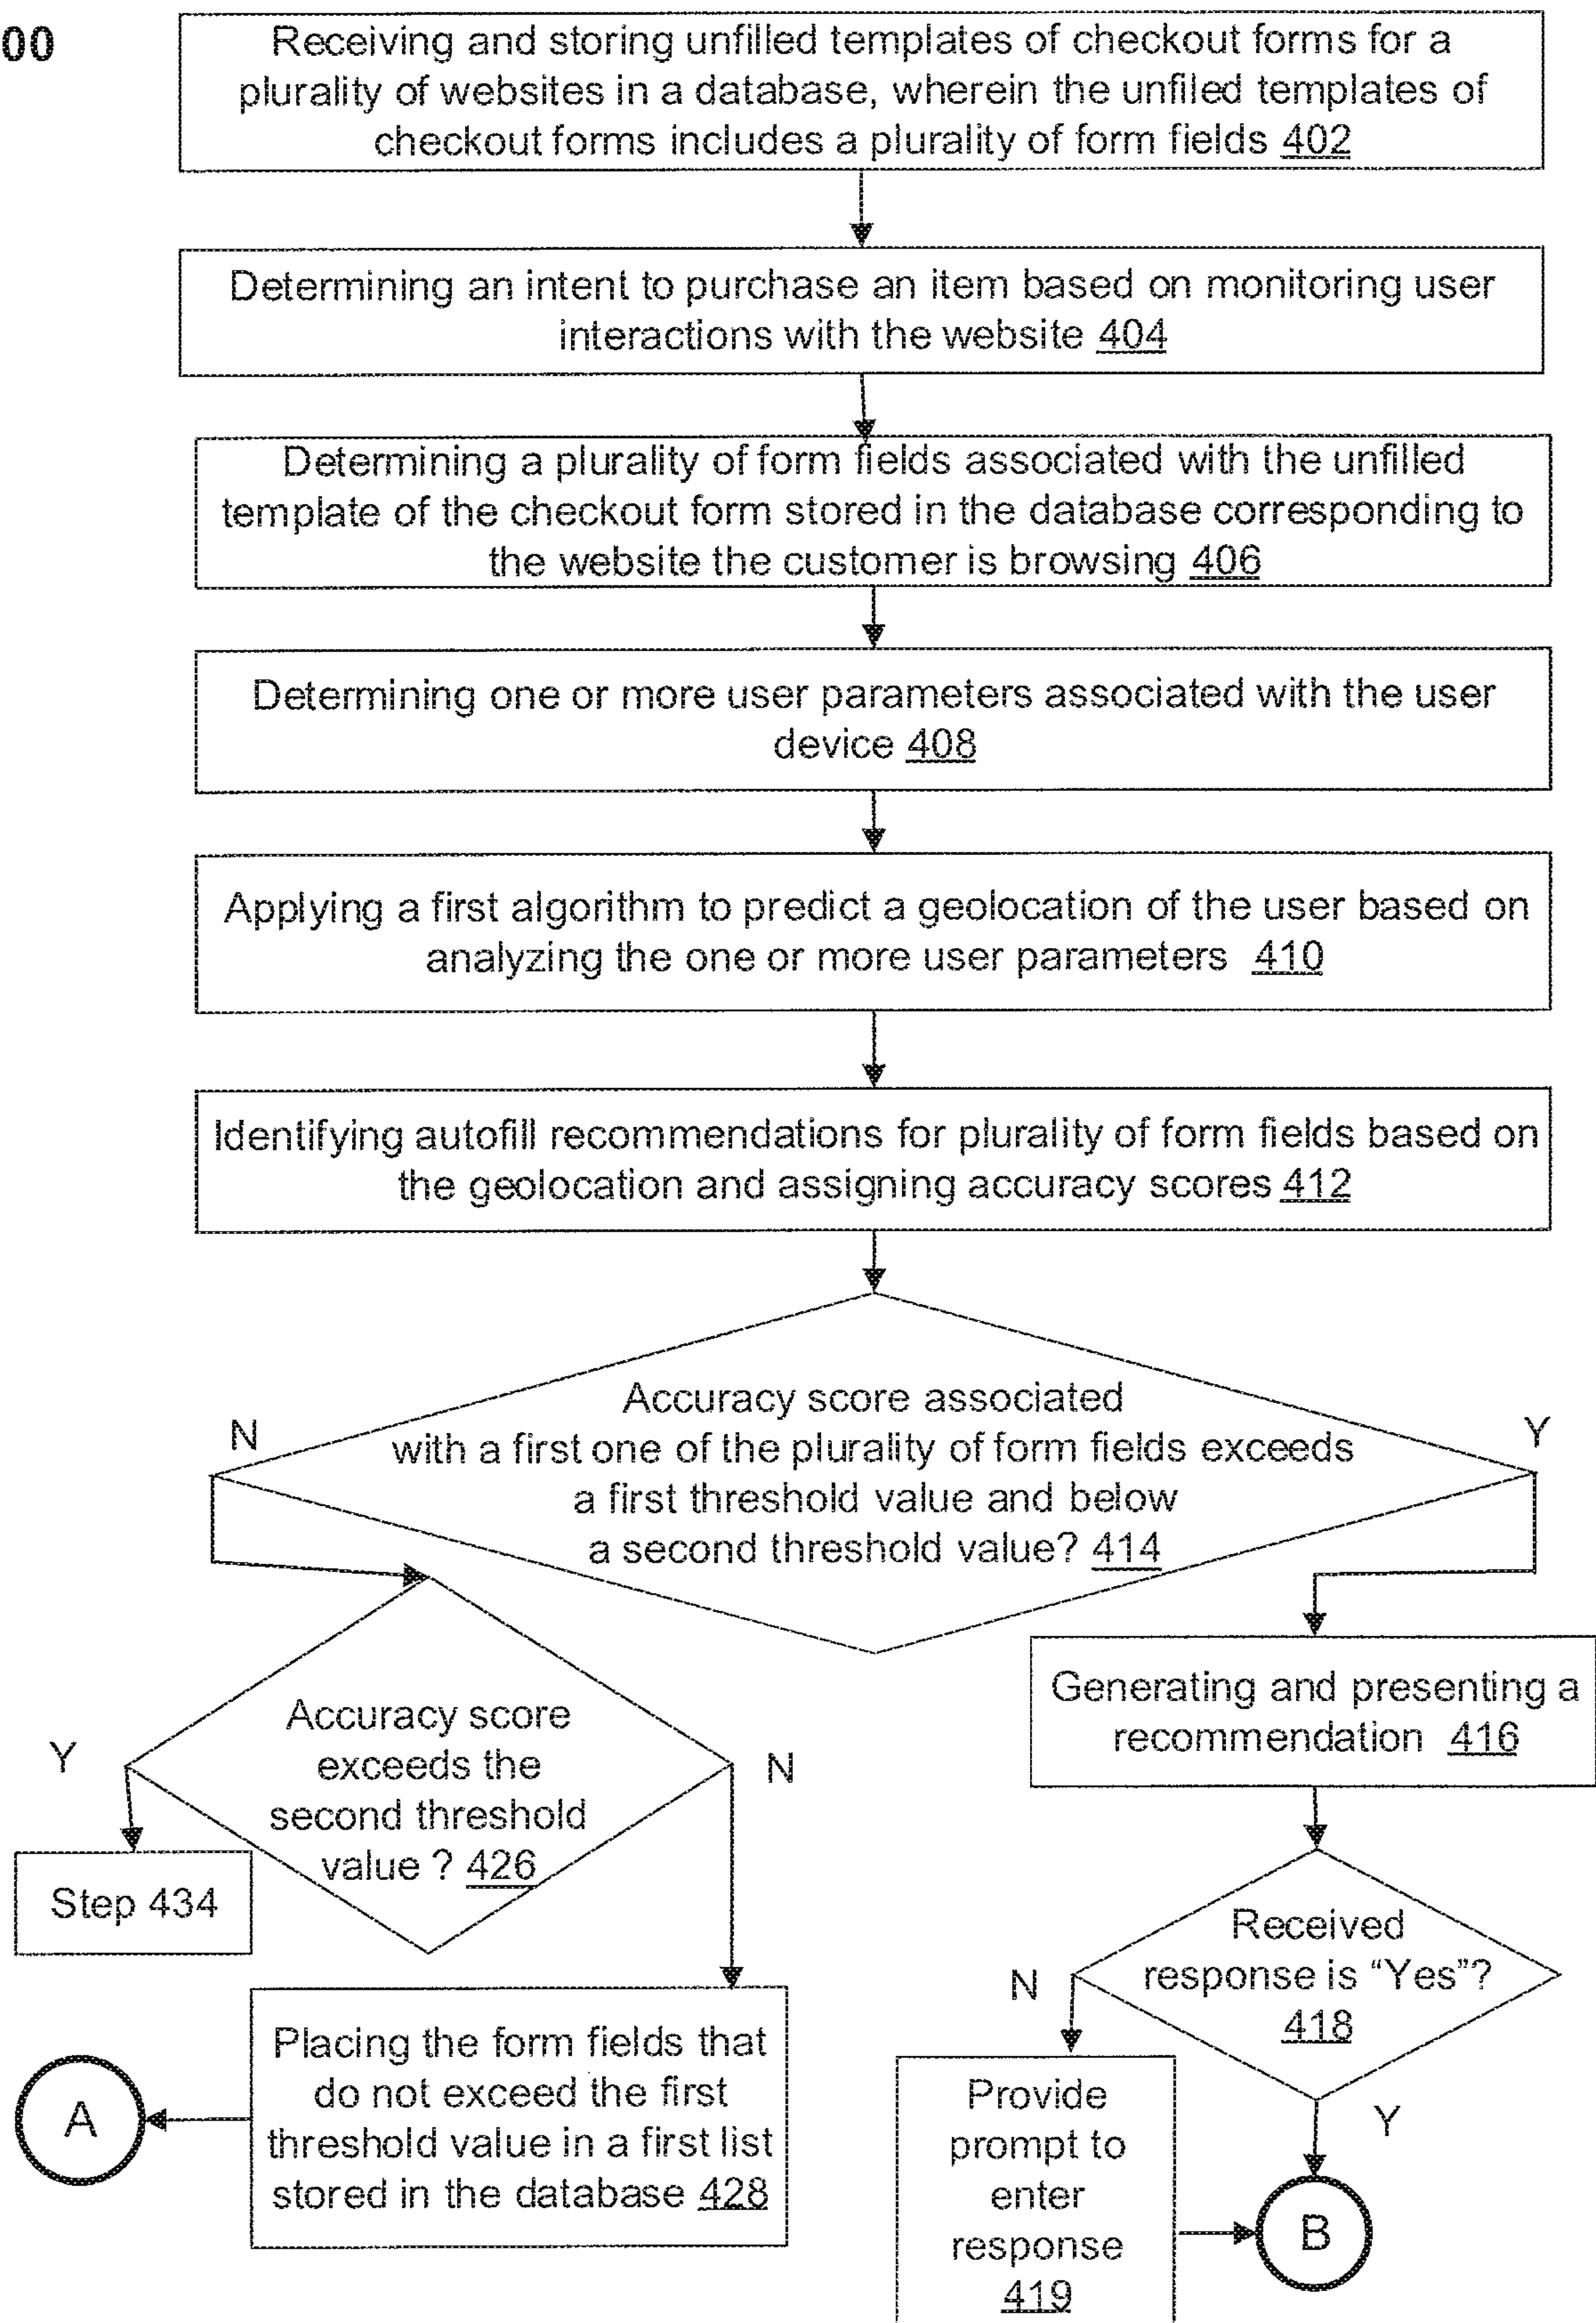 00
Receiving and storing unfilled templates of checkout forms for a
plurality of websites in a database, wherein the unfiled templates of
checkout forms includes a plurality of form fields 402
Determining an intent to purchase an item based on monitoring user
interactions with the website 404
Determining a plurality of form fields associated with the unfilled
template of the checkout form stored in the database corresponding to
the website the customer is browsing 406
Determining one or more user parameters associated with the user
device 408
Applying a first algorithm to predict a geolocation of the user based on
analyzing the one or more user parameters 410
Identifying autofill recommendations for plurality of form fields based on
the geolocation and assigning accuracy scores 412
Accuracy score associated
with a first one of the plurality of form fields exceeds
a first threshold value and below
a second threshold value? 414
N
Y
Accuracy score
exceeds the
second threshold
value ? 426
Y
N
Step 434
Placing the form fields that
do not exceed the first
threshold value in a first list
stored in the database 428
A
Generating and presenting a
recommendation 416
Received
response is “Yes”?
418
N
Y
Provide
prompt to
enter
response
419
B